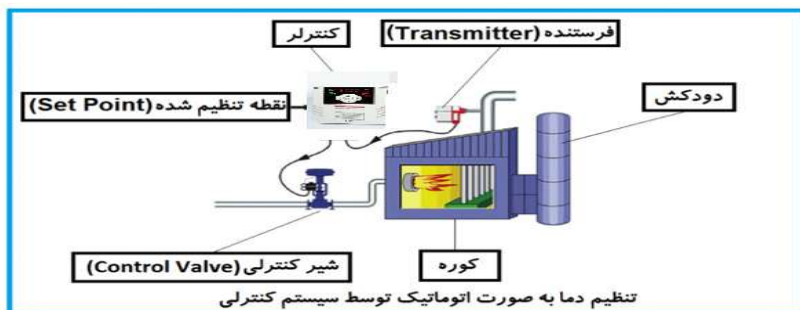 کنترلر
فرستنده (Transmitter)
دودکش
نقطه تنظیم شده (Set Point)
شیر کنترلی (Control Valve)
کوره
تنظیم دما به صورت اتوماتیک توسط سیستم کنترلی